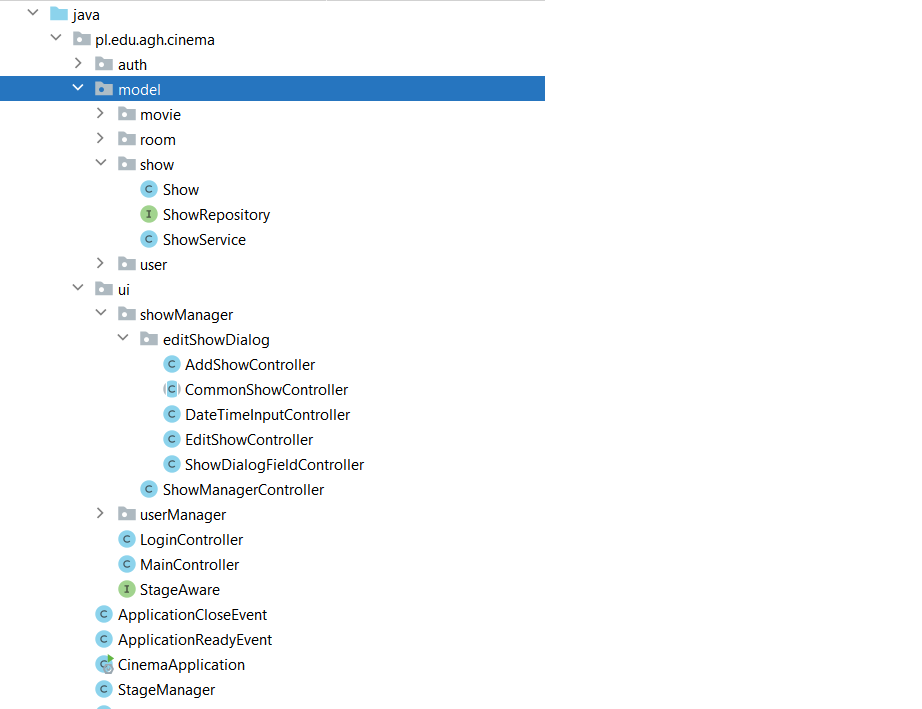 java
pl.edu.agh.cinema
auth
model
movie
room
show
C Show
I ShowRepository
C ShowService
user
ui
showManager
editShowDialog
C AddShowController
C CommonShowController
C DateTimeInputController
C EditShowController
C ShowDialogFieldController
C ShowManagerController
userManager
C LoginController
C MainController
I StageAware
C ApplicationCloseEvent
C ApplicationReadyEvent
C CinemaApplication
C StageManager